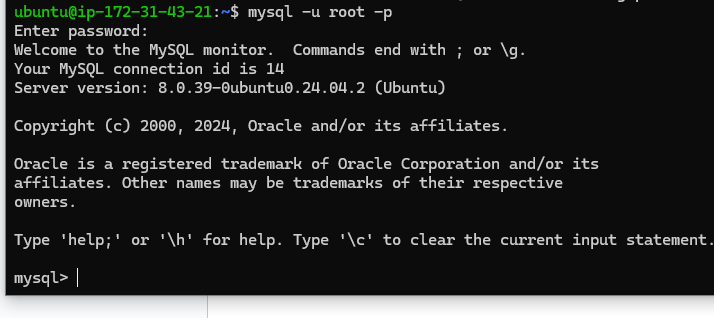 ubuntu@ip-172-31-43-21:~$ mysql -u root -p
Enter password:
Welcome to the MySQL monitor.  Commands end with ; or \g.
Your MySQL connection id is 14
Server version: 8.0.39-0ubuntu0.24.04.2 (Ubuntu)

Copyright (c) 2000, 2024, Oracle and/or its affiliates.

Oracle is a registered trademark of Oracle Corporation and/or its
affiliates. Other names may be trademarks of their respective
owners.

Type 'help;' or '\h' for help. Type '\c' to clear the current input statement.

mysql>